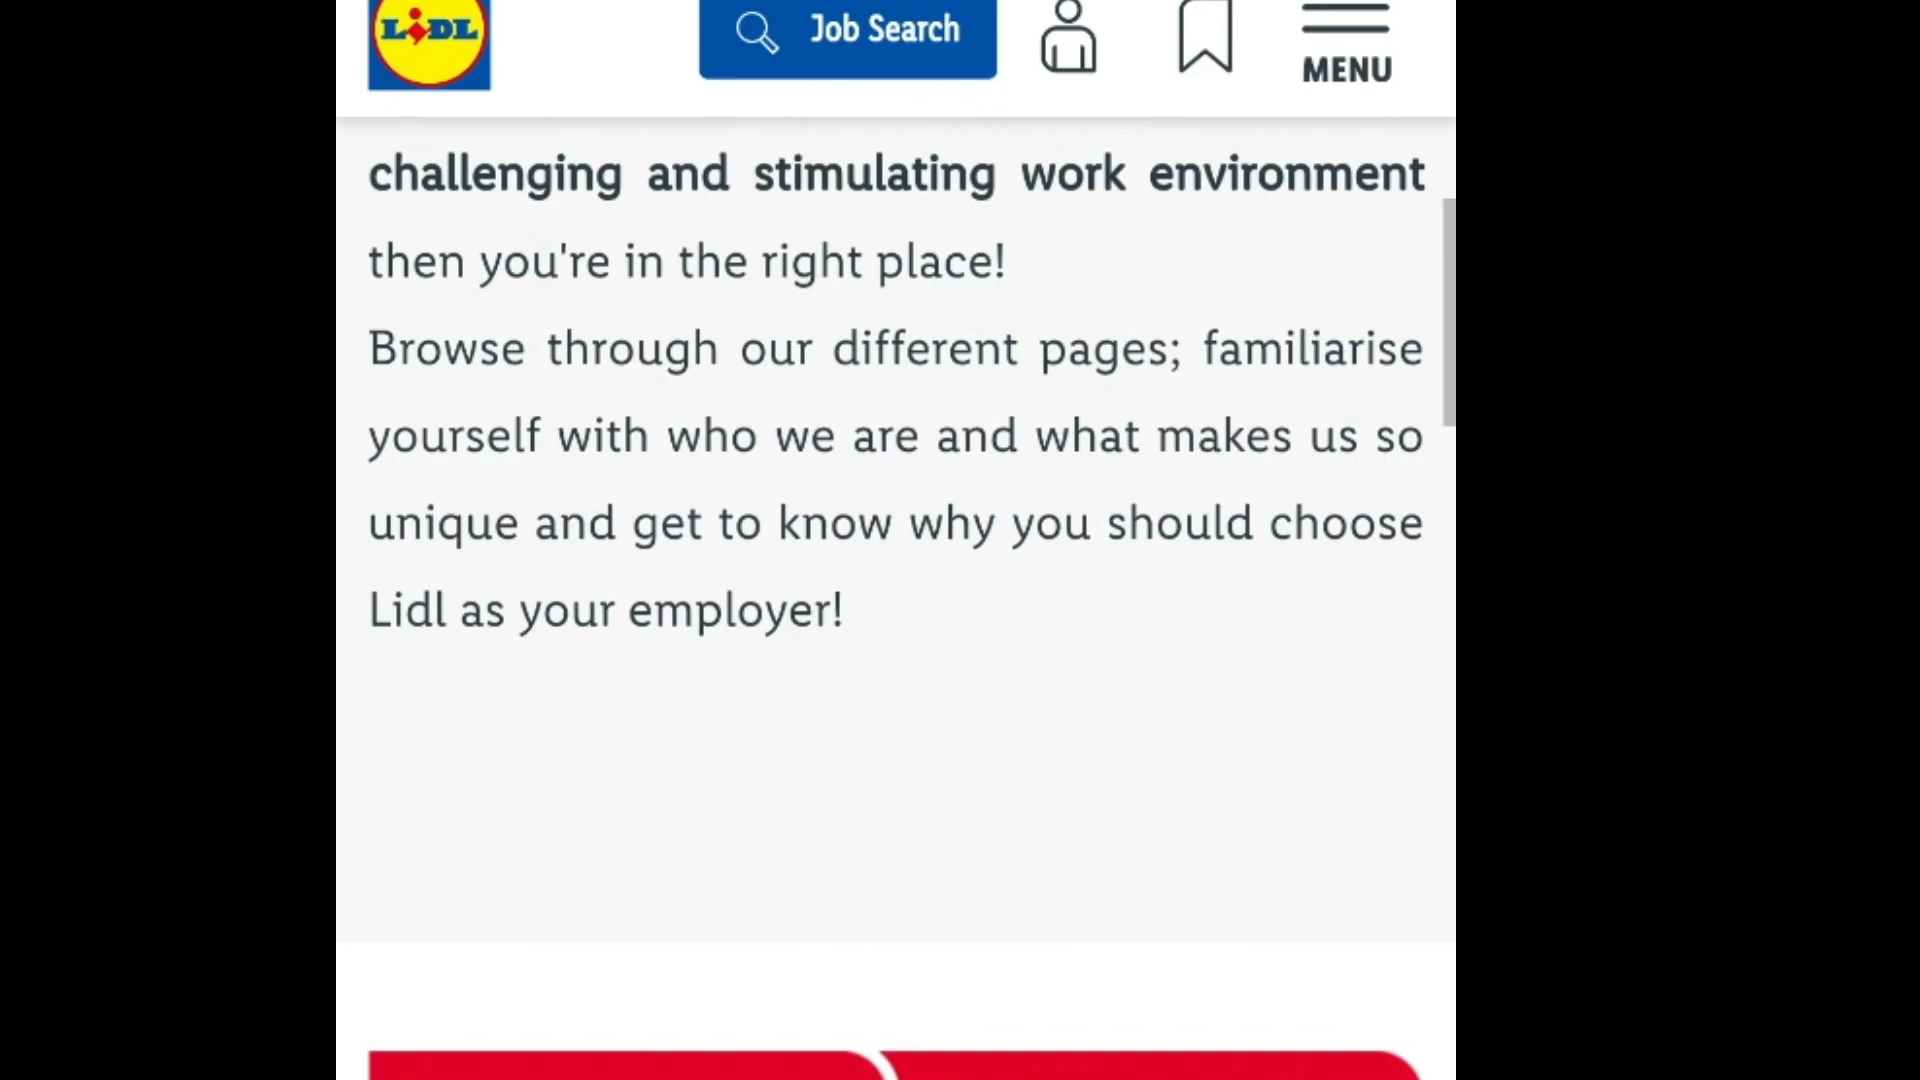 LIDL
Job Search
MENU
challenging and stimulating work environment
then you're in the right place!
Browse through our different pages; familiarise
yourself with who we are and what makes us so
unique and get to know why you should choose
Lidl as your employer!